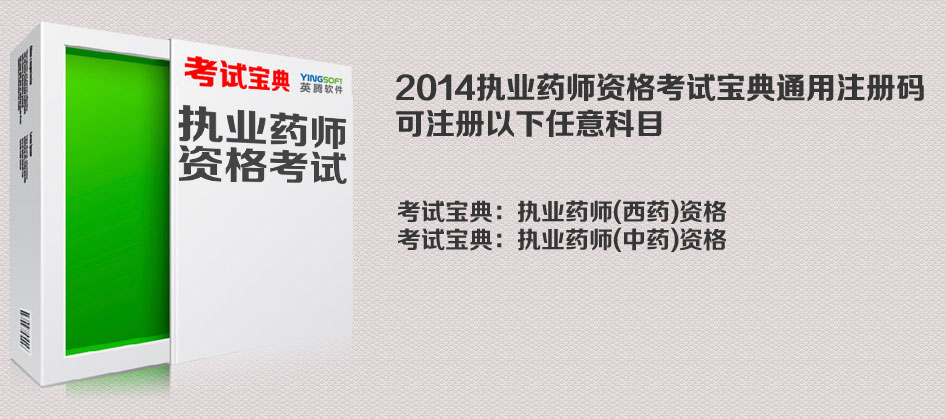 考试宝典
YINGSOFT
英腾软件
执业药师
资格考试
2014执业药师资格考试宝典通用注册码
可注册以下任意科目
考试宝典：执业药师(西药)资格
考试宝典：执业药师(中药)资格